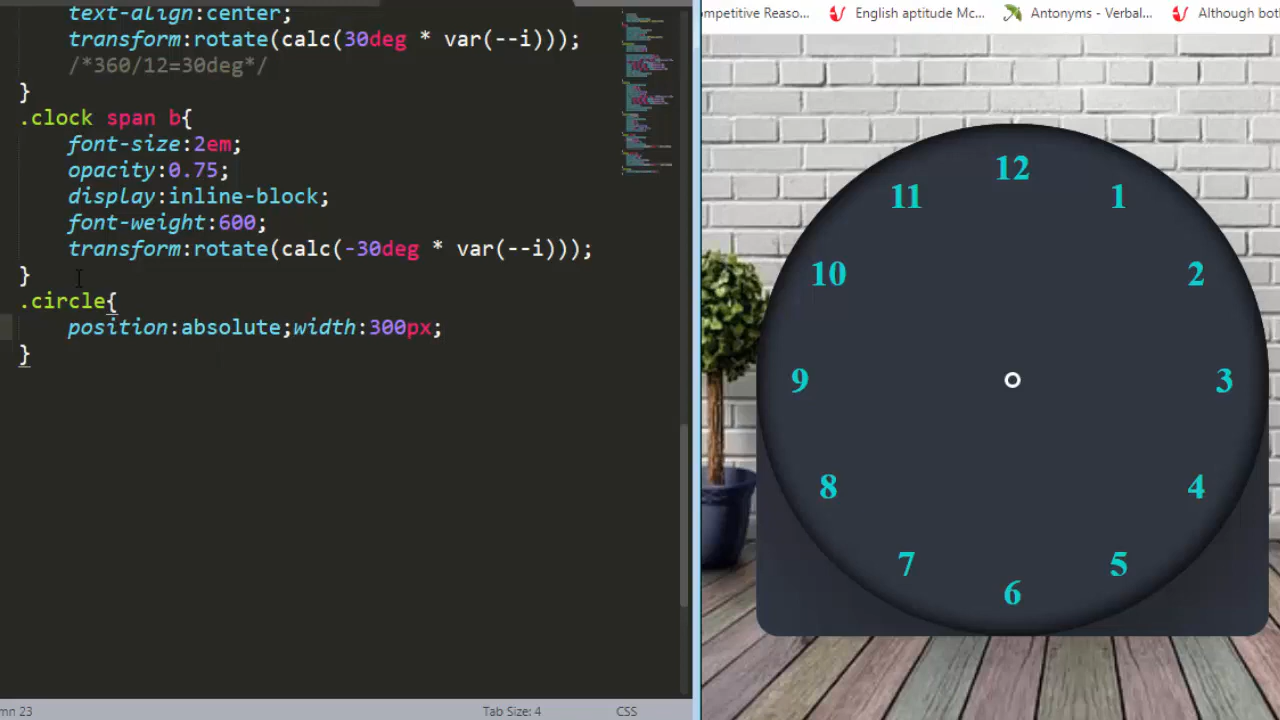 text-align:center;
transform:rotate(calc(30deg * var(--i)));
/*360/12=30deg*/
}
.clock span b{
font-size:2em;
opacity:0.75;
display:inline-block;
font-weight:600;
transform:rotate(calc(-30deg * var(--i)));
}
.circle{
position:absolute;width:300px;
}
mn 23
Tab Size: 4
CSS
ompetitive Reaso...
English aptitude Mc...
Antonyms - Verbal...
Although bot
12
11
1
10
2
9
3
8
4
7
5
6